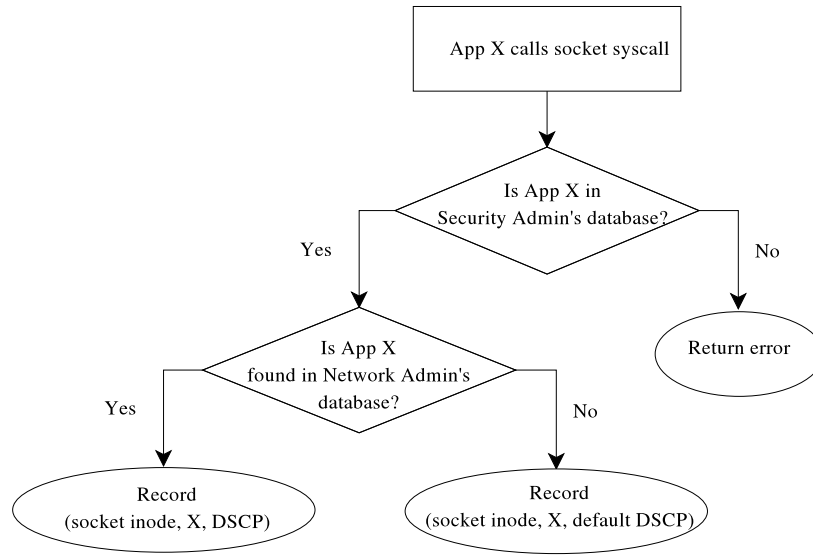 App X calls socket syscall
Is App X in
Security Admin's database?
Yes
No
Is App X
found in Network Admin's
database?
Return error
Yes
No
Record
(socket inode, X, DSCP)
Record
(socket inode, X, default DSCP)